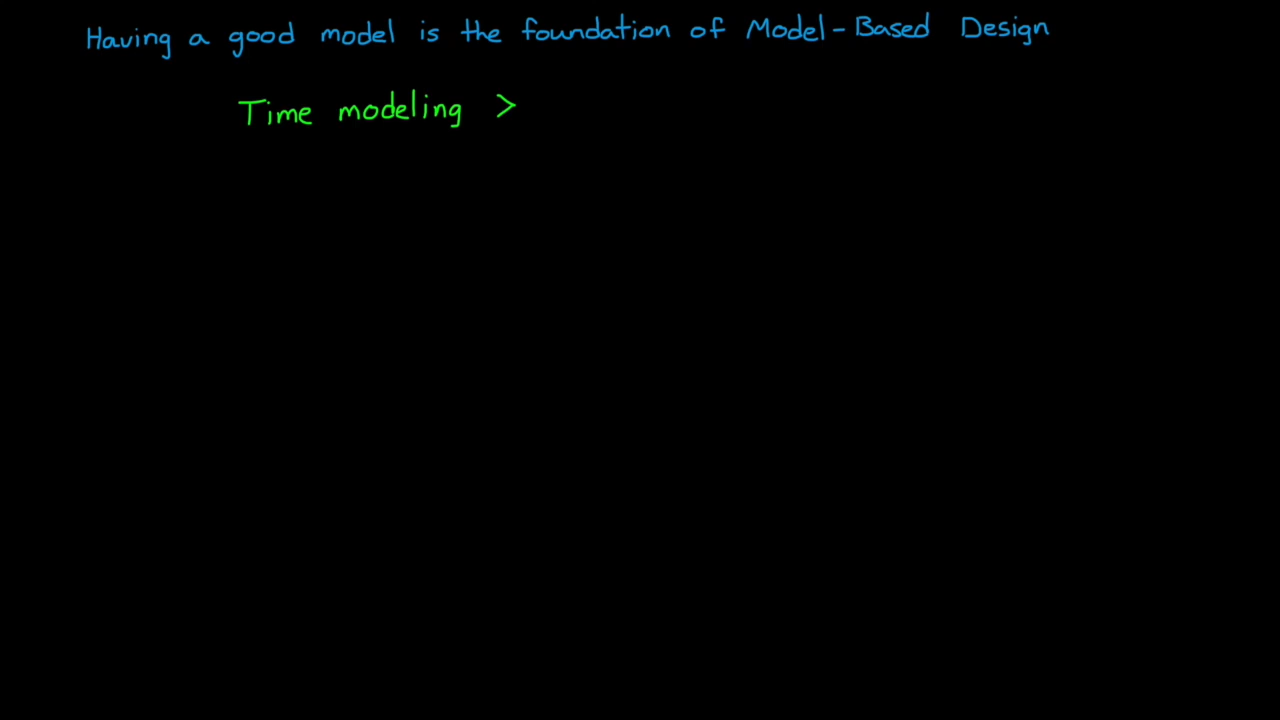 Having a good model is the foundation of Model-Based Design
Time modeling >